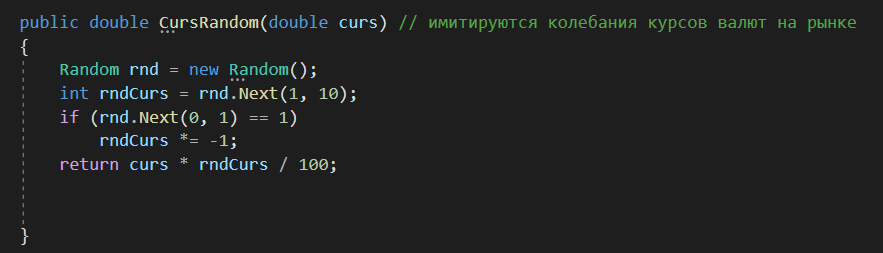 public double CursRandom(double curs) // имитируются колебания курсов валют на рынке
{
Random rnd = new Random();
int rndCurs = rnd.Next(1, 10);
if (rnd.Next(0, 1) == 1)
rndCurs *= -1;
return curs * rndCurs / 100;
}